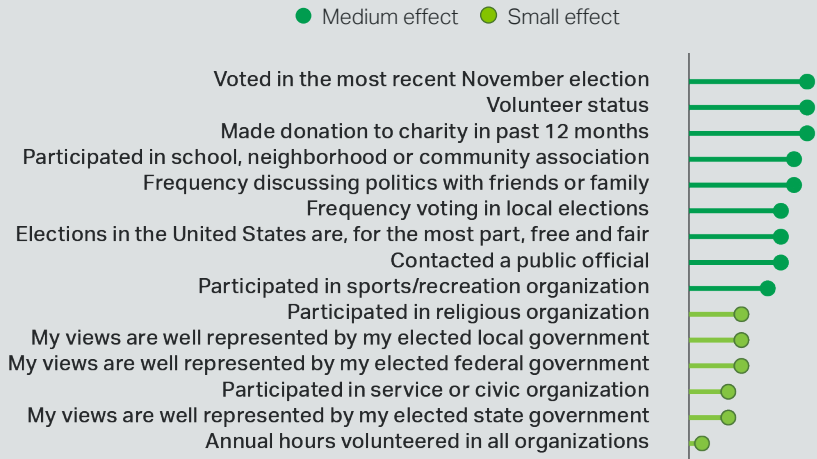 Medium effect Small effect
Voted in the most recent November election
Volunteer status
Made donation to charity in past 12 months
Participated in school, neighborhood or community association
Frequency discussing politics with friends or family
Frequency voting in local elections
Elections in the United States are, for the most part, free and fair
Contacted a public official
Participated in sports/recreation organization
Participated in religious organization
My views are well represented by my elected local government
My views are well represented by my elected federal government
Participated in service or civic organization
My views are well represented by my elected state government
Annual hours volunteered in all organizations